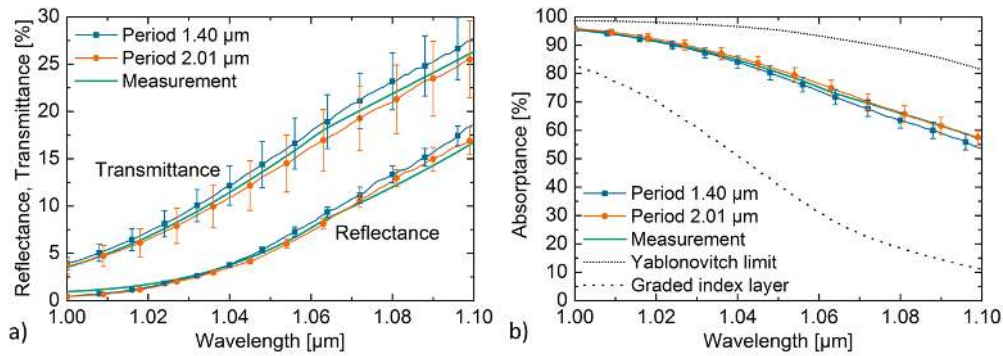 Reflectance, Transmittance [%]
30
25
20
15
10
5
0
Period 1.40 µm
Period 2.01 µm
Measurement
Transmittance
Reflectance
1.00 1.02 1.04 1.06 1.08 1.10
Wavelength [µm]
a)
Absorptance [%]
100
90
80
70
60
50
40
30
20
10
0
Period 1.40 µm
Period 2.01 µm
Measurement
Yablonovitch limit
Graded index layer
1.00 1.02 1.04 1.06 1.08 1.10
Wavelength [µm]
b)